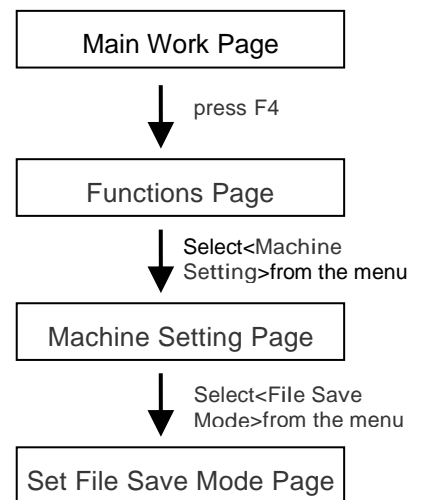 Main Work Page
press F4
Functions Page
Select<Machine
Setting>from the menu
Machine Setting Page
Select<File Save
Mode>from the menu
Set File Save Mode Page